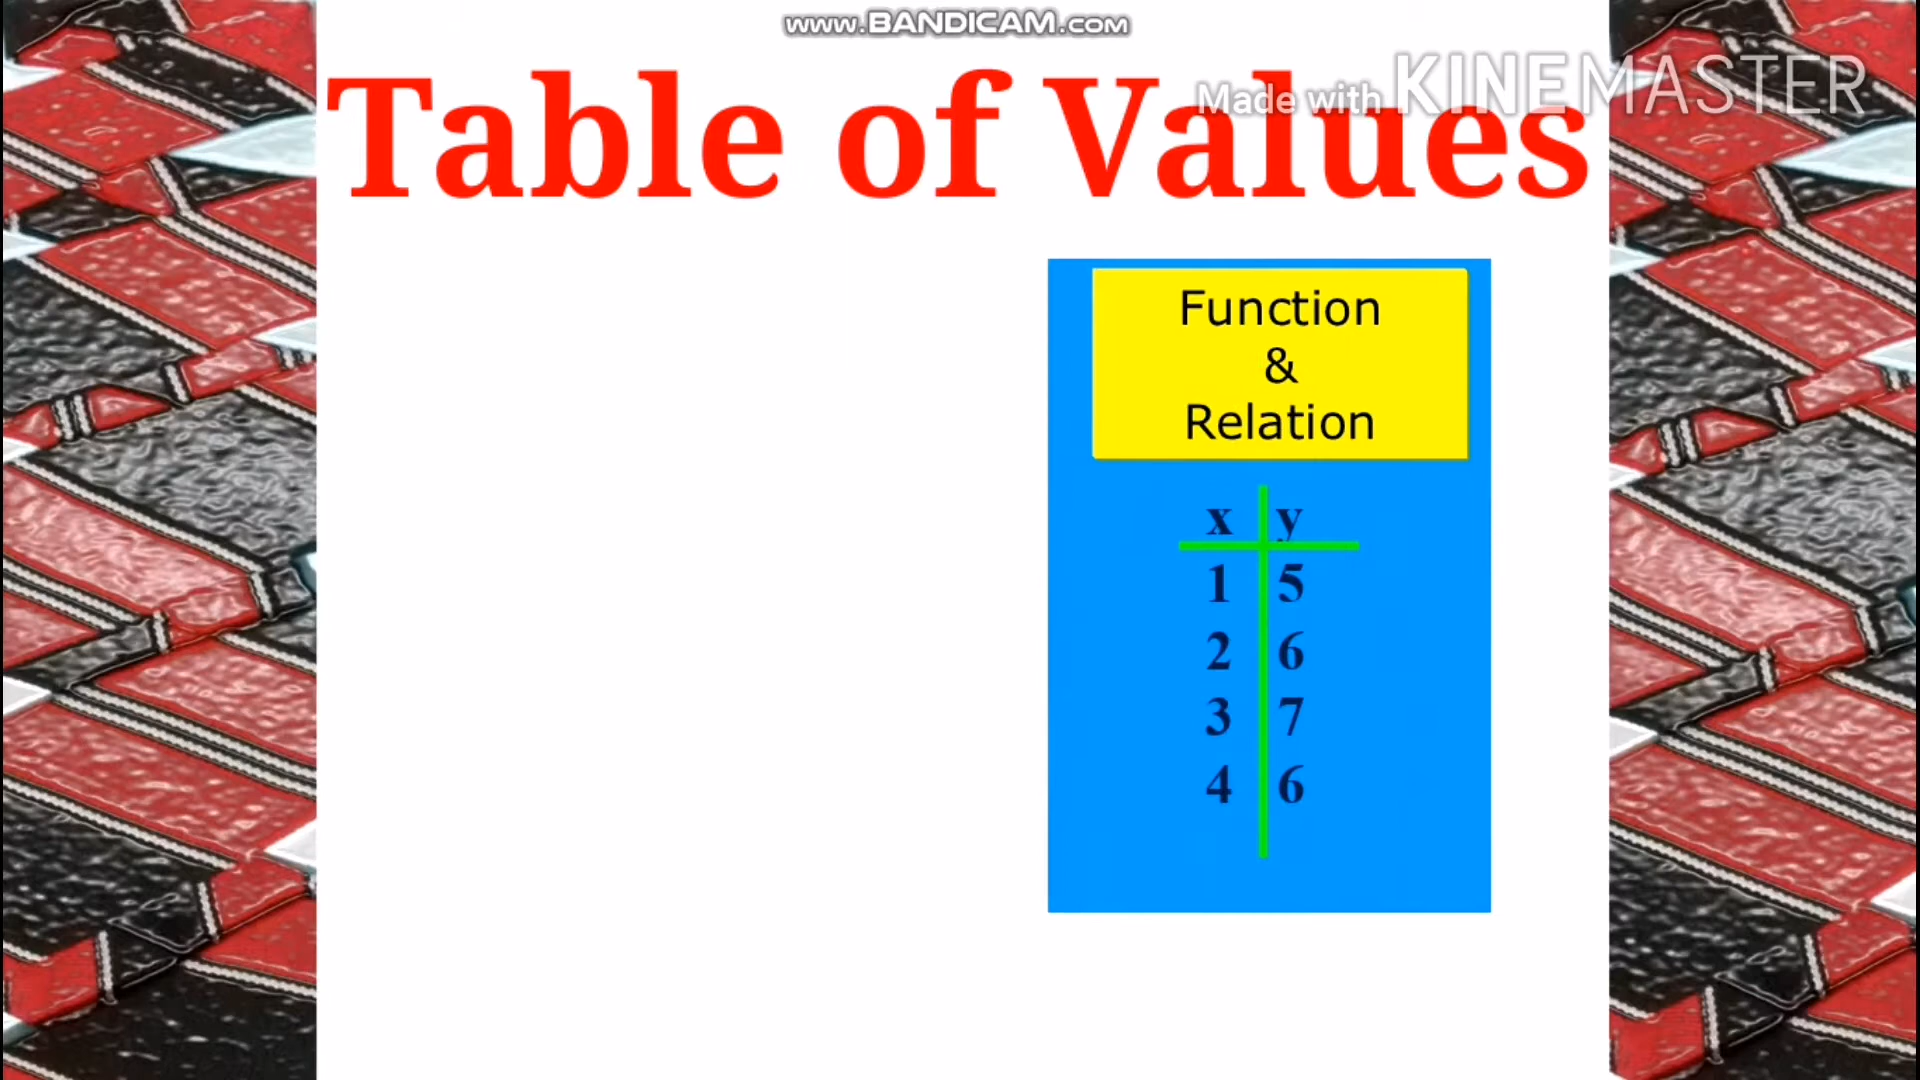 www.BANDICAM.com
Made with KINEMASTER
Table of Values
Function
&
Relation
x y
1 5
2 6
3 7
4 6